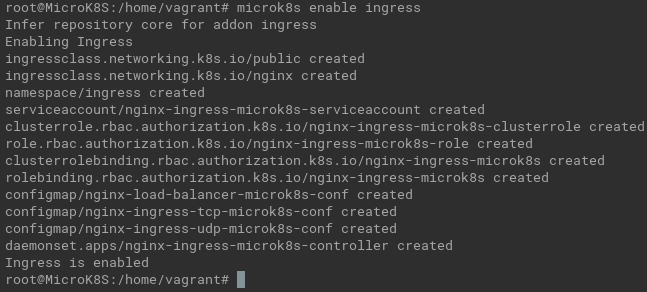 root@MicroK8S:/home/vagrant# microk8s enable ingress
Infer repository core for addon ingress
Enabling Ingress
ingressclass.networking.k8s.io/public created
ingressclass.networking.k8s.io/nginx created
namespace/ingress created
serviceaccount/nginx-ingress-microk8s-serviceaccount created
clusterrole.rbac.authorization.k8s.io/nginx-ingress-microk8s-clusterrole created
role.rbac.authorization.k8s.io/nginx-ingress-microk8s-role created
clusterrolebinding.rbac.authorization.k8s.io/nginx-ingress-microk8s created
rolebinding.rbac.authorization.k8s.io/nginx-ingress-microk8s created
configmap/nginx-load-balancer-microk8s-conf created
configmap/nginx-ingress-tcp-microk8s-conf created
configmap/nginx-ingress-udp-microk8s-conf created
daemonset.apps/nginx-ingress-microk8s-controller created
Ingress is enabled
root@MicroK8S:/home/vagrant#